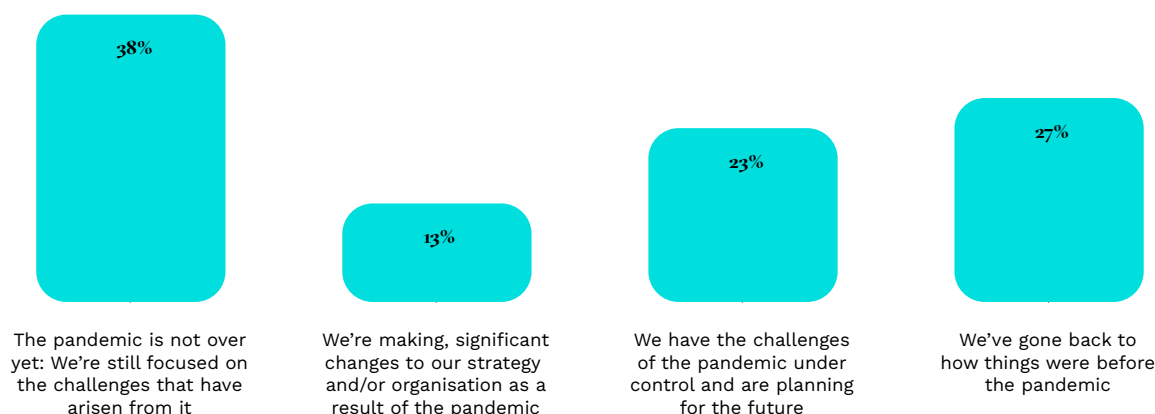 38%
13%
23%
27%
The pandemic is not over
yet: We're still focused on
the challenges that have
arisen from it
We're making, significant
changes to our strategy
and/or organisation as a
result of the pandemic
We have the challenges
of the pandemic under
control and are planning
for the future
We've gone back to
how things were before
the pandemic